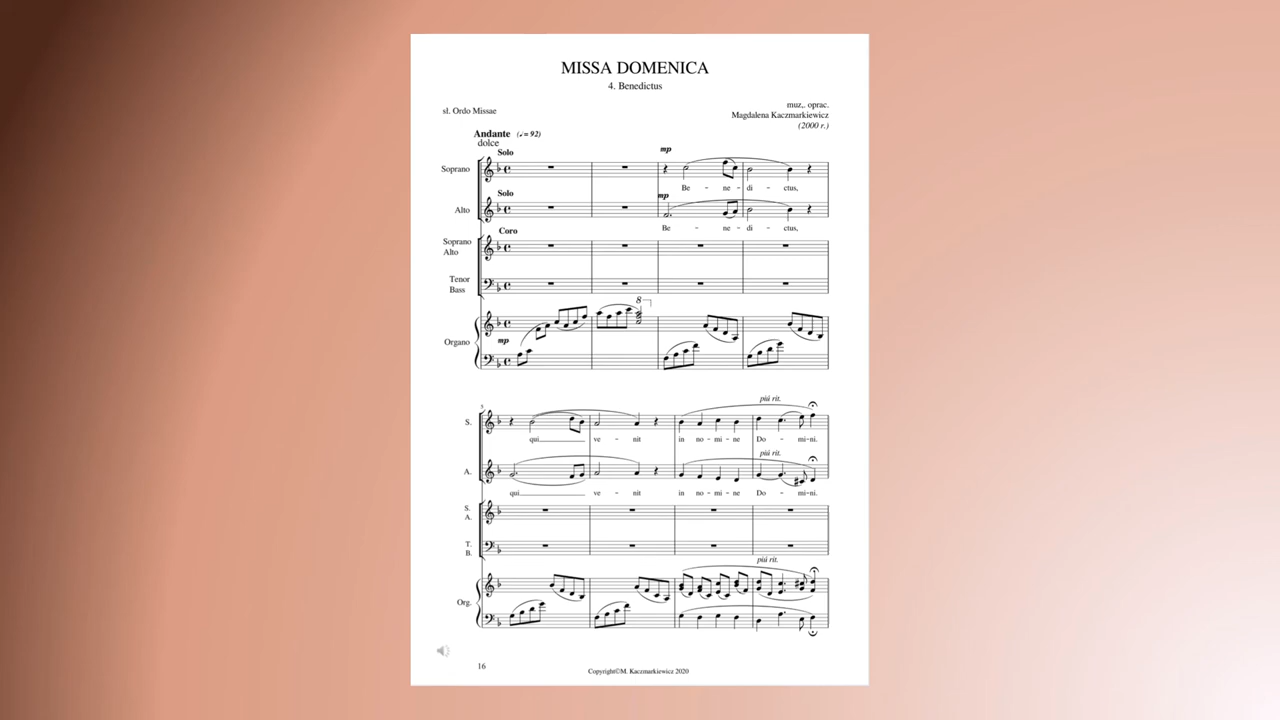 MISSA DOMENICA
4. Benedictus
sł. Ordo Missae
muz,. oprac.
Magdalena Kaczmarkiewicz
(2000 r.)
Andante (♩ = 92)
dolce
Solo
mp
Soprano
Be - ne - di - ctus,
Solo
mp
Alto
Be - ne - di - ctus,
Coro
Soprano
Alto
Tenor
Bass
8
mp
Organo
5
più rit.
S.
qui ve - nit in no - mi - ne Do - mi - ni.
più rit.
A.
qui ve - nit in no - mi - ne Do - mi - ni.
S.
A.
T.
B.
più rit.
Org.
16
Copyright©M. Kaczmarkiewicz 2020